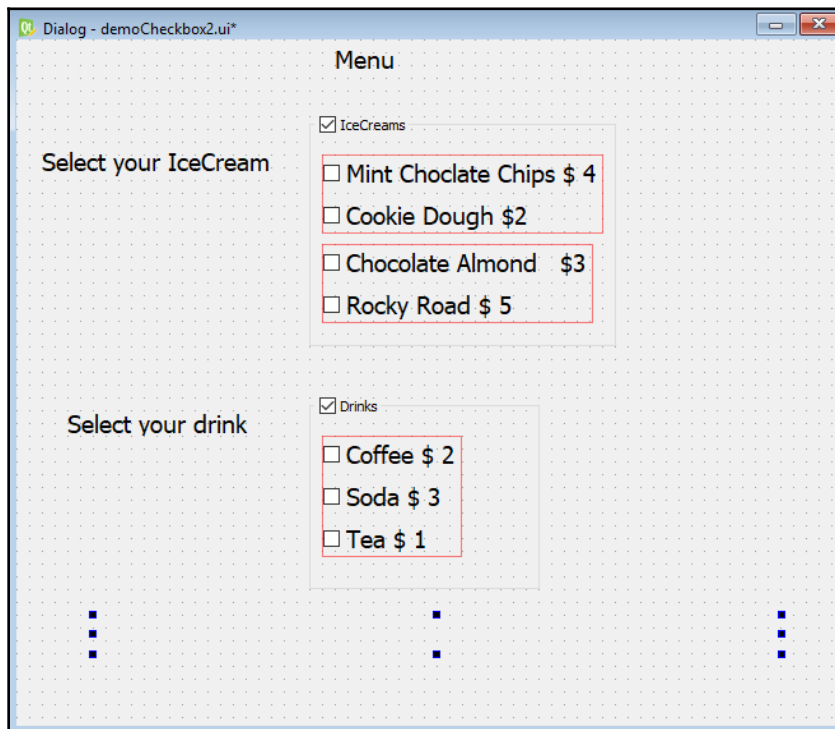 Dialog - demoCheckbox2.ui*
Menu
IceCreams
Select your IceCream
Mint Choclate Chips $ 4
Cookie Dough $2
Chocolate Almond $3
Rocky Road $ 5
Drinks
Select your drink
Coffee $ 2
Soda $ 3
Tea $ 1